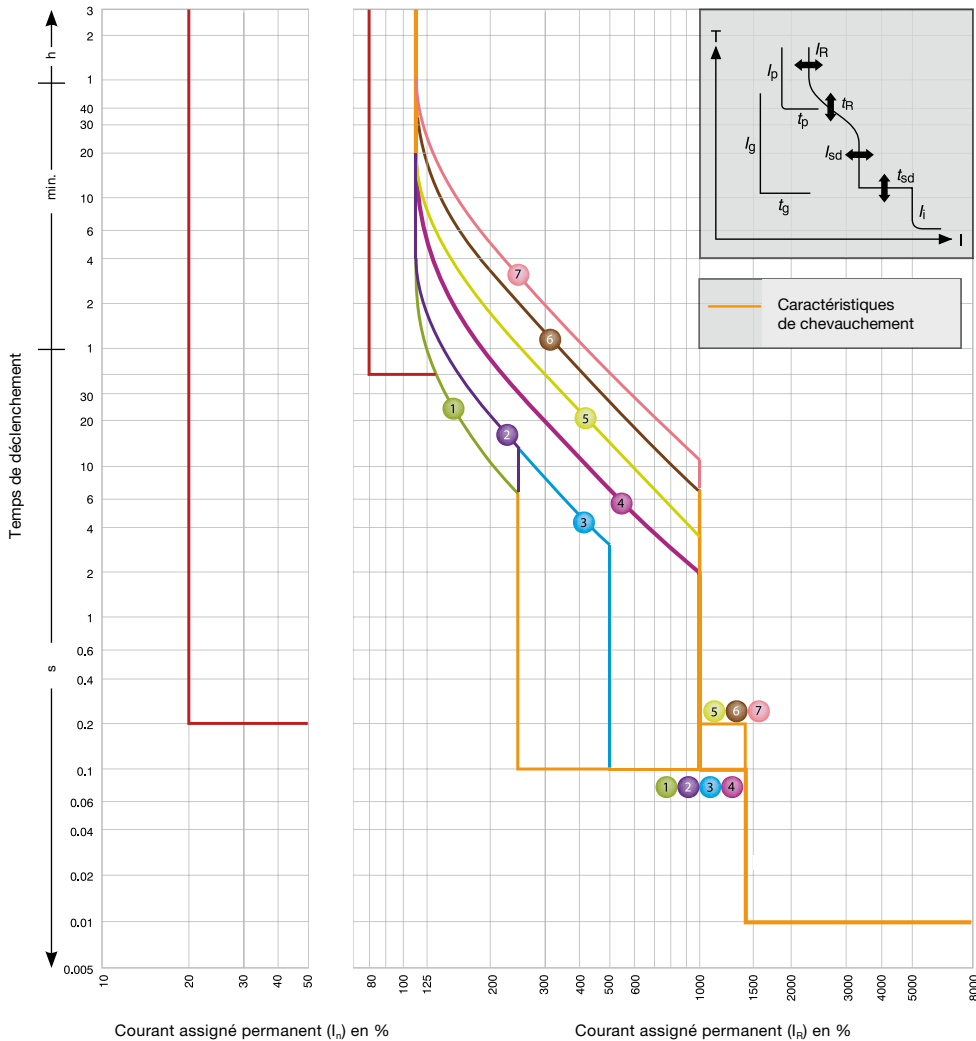 3
2
1
40
30
20
10
6
4
2
1
30
20
10
6
4
2
1
0.6
0.4
0.2
0.1
0.06
0.04
0.02
0.01
0.005
h
min.
s
Temps de déclenchement
10
20
30
40
50
80
100
125
200
300
400
500
1000
2000
1500
3000
4000
5000
6000
8000
Courant assigné permanent (In) en %
Courant assigné permanent (IR) en %
T
IR
Ip
tR
tp
Ig
Isd
tsd
tg
Ii
I
Caractéristiques
de chevauchement
7
6
5
1
2
4
3
5 6 7
1 2 3 4